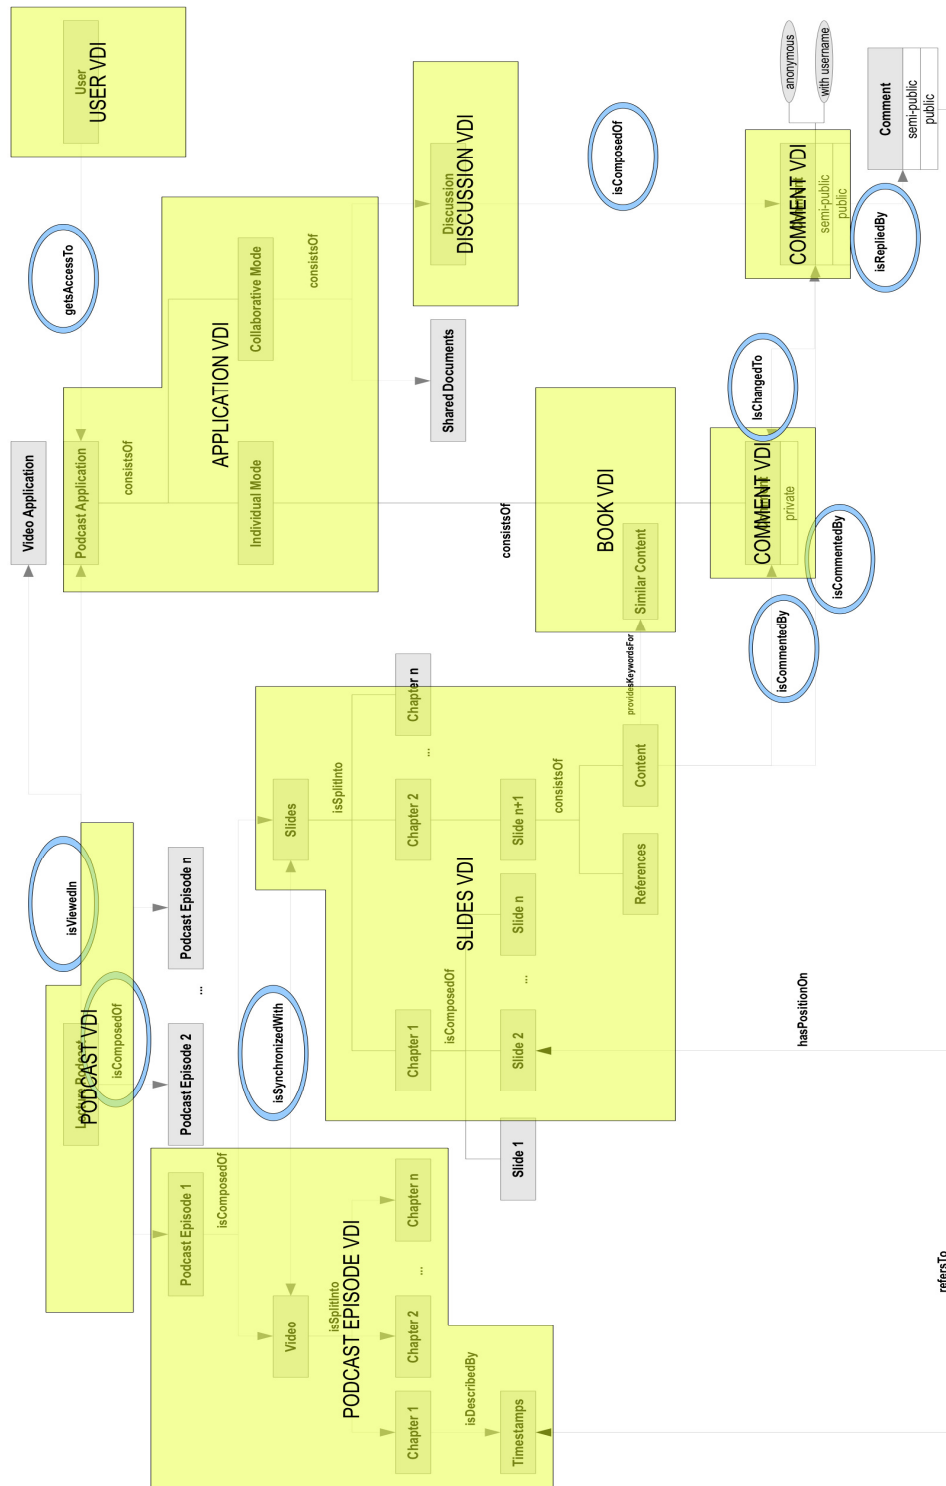 User
USER VDI
getsAccessTo
Video Application
Podcast Application
consistsOf
APPLICATION VDI
Collaborative Mode
Individual Mode
consistsOf
Discussion
DISCUSSION VDI
Shared Documents
isComposedOf
anonymous
with username
COMMENT VDI
semi-public
public
Comment
semi-public
public
isRepliedBy
IsChangedTo
COMMENT VDI
private
isCommentedBy
isCommentedBy
consistsOf
BOOK VDI
Similar Content
providesKeywordsFor
isViewedIn
Lecture Podcast
PODCAST VDI
isComposedOf
Podcast Episode n
...
Podcast Episode 2
Podcast Episode 1
isComposedOf
isSynchronizedWith
Slides
isSplitInto
Chapter n
...
Chapter 2
Chapter 1
isComposedOf
SLIDES VDI
Slide n+1
Slide n
...
Slide 2
Slide 1
consistsOf
Content
References
hasPositionOn
Video
isSplitInto
PODCAST EPISODE VDI
Chapter n
...
Chapter 2
Chapter 1
isDescribedBy
Timestamps
refersTo